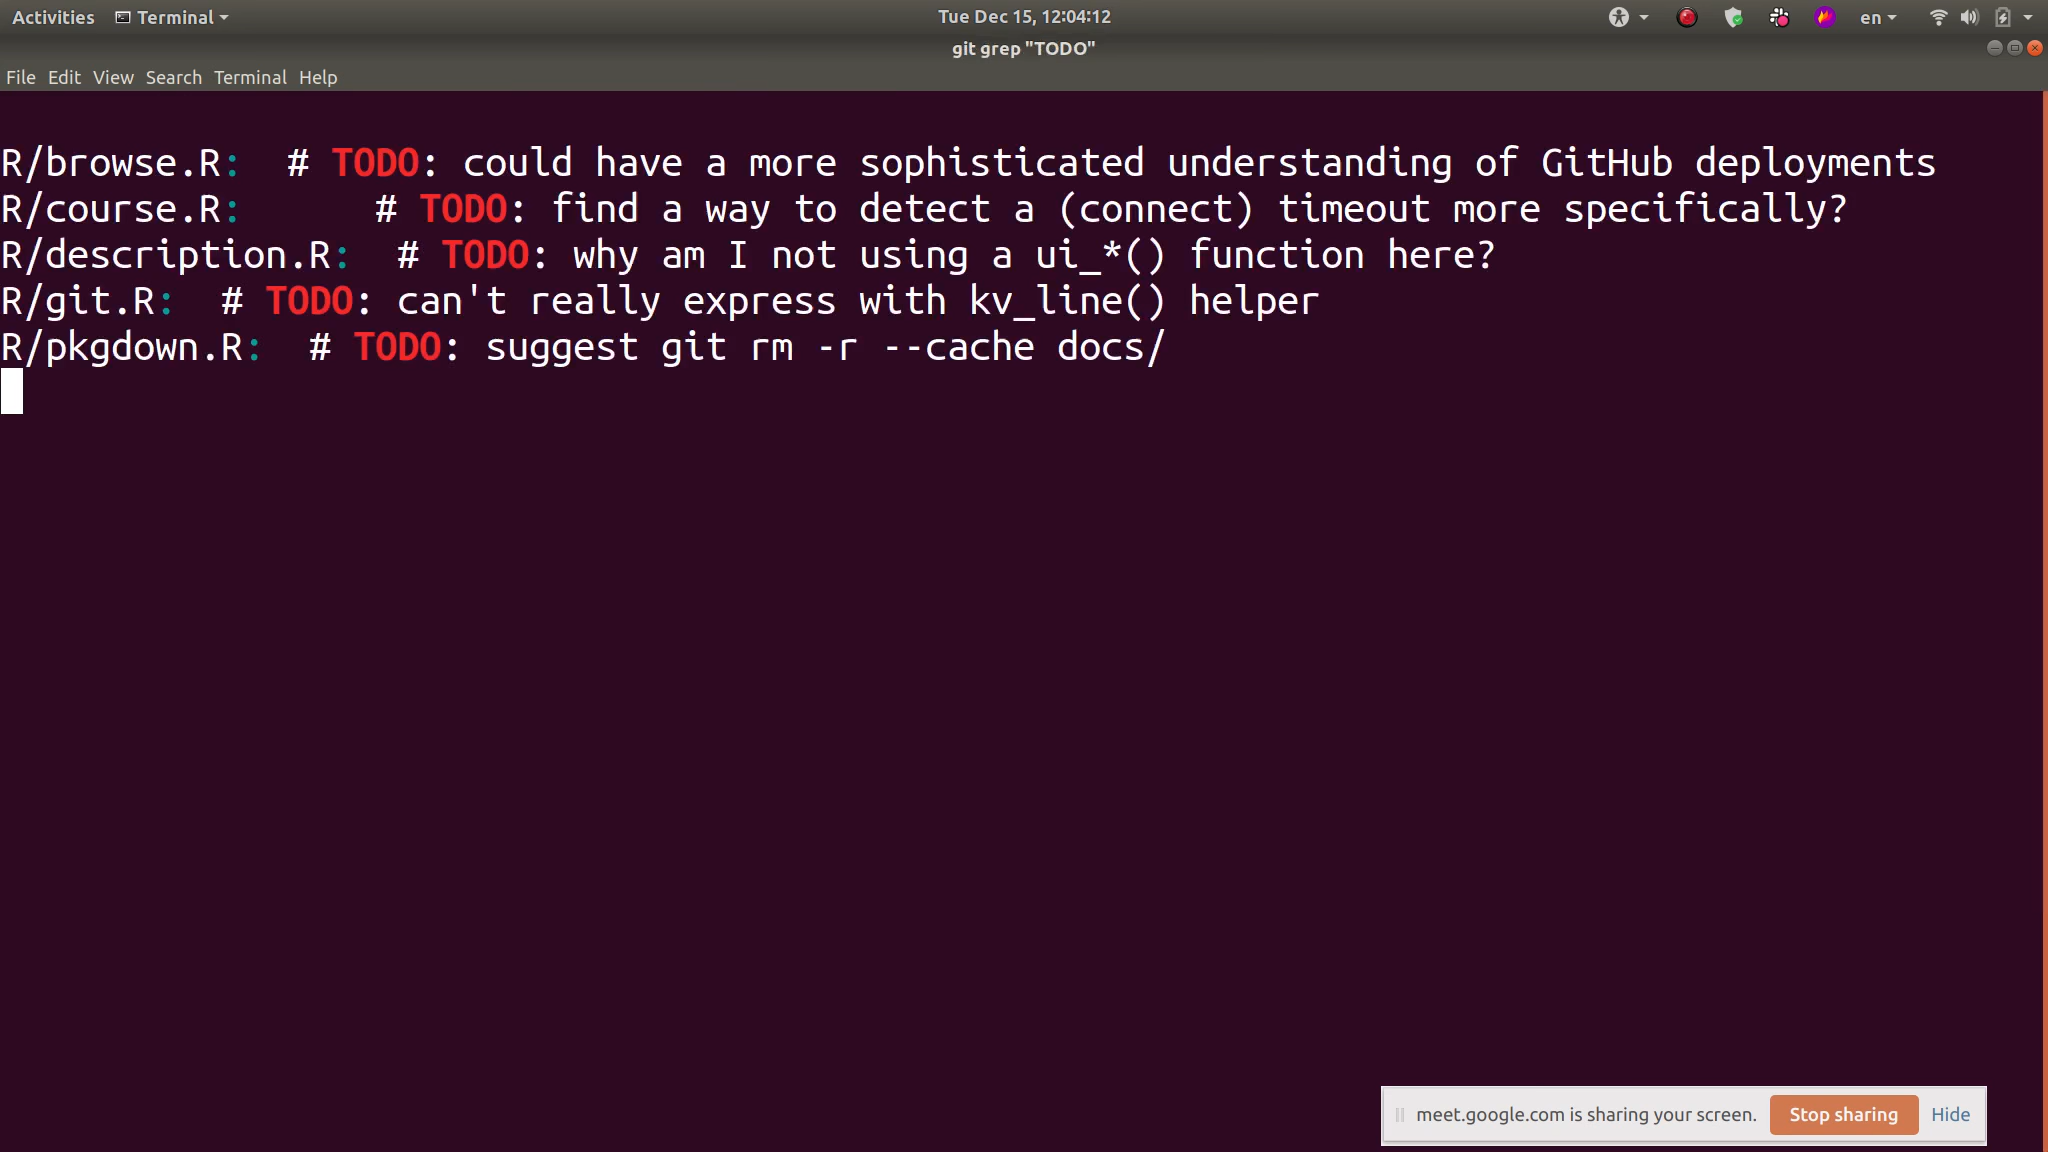 Activities Terminal Tue Dec 15, 12:04:12 en
git grep "TODO"
File Edit View Search Terminal Help
R/browse.R:  # TODO: could have a more sophisticated understanding of GitHub deployments
R/course.R:      # TODO: find a way to detect a (connect) timeout more specifically?
R/description.R:  # TODO: why am I not using a ui_*() function here?
R/git.R:  # TODO: can't really express with kv_line() helper
R/pkgdown.R:  # TODO: suggest git rm -r --cache docs/
meet.google.com is sharing your screen. Stop sharing Hide